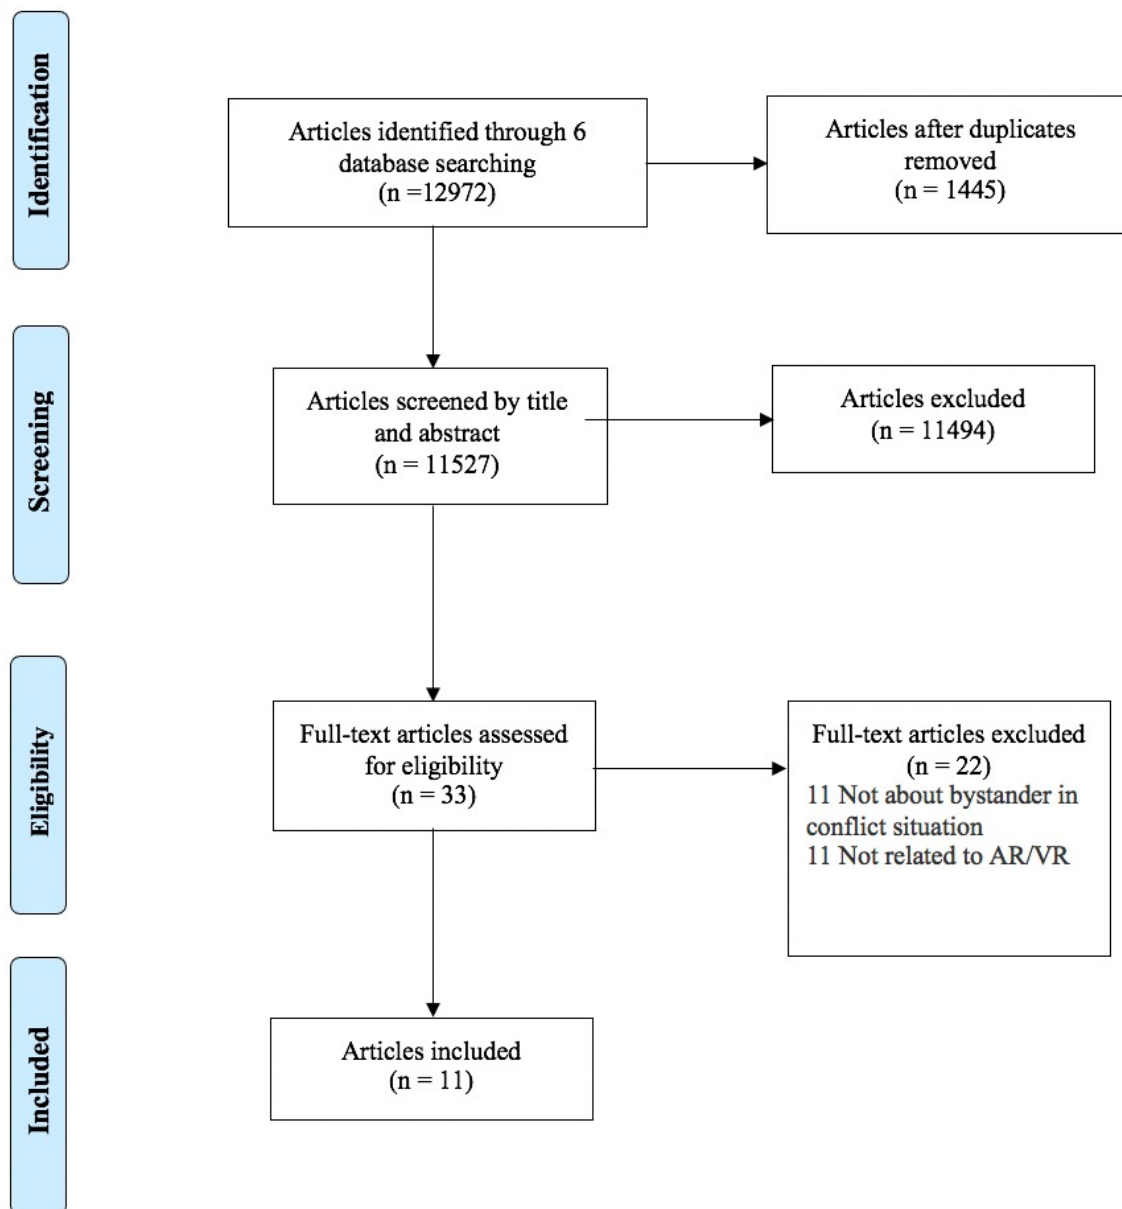 Identification
Articles identified through 6
database searching
(n =12972)
Articles after duplicates
removed
(n = 1445)
Screening
Articles screened by title
and abstract
(n = 11527)
Articles excluded
(n = 11494)
Eligibility
Full-text articles assessed
for eligibility
(n = 33)
Full-text articles excluded
(n = 22)
11 Not about bystander in
conflict situation
11 Not related to AR/VR
Included
Articles included
(n = 11)